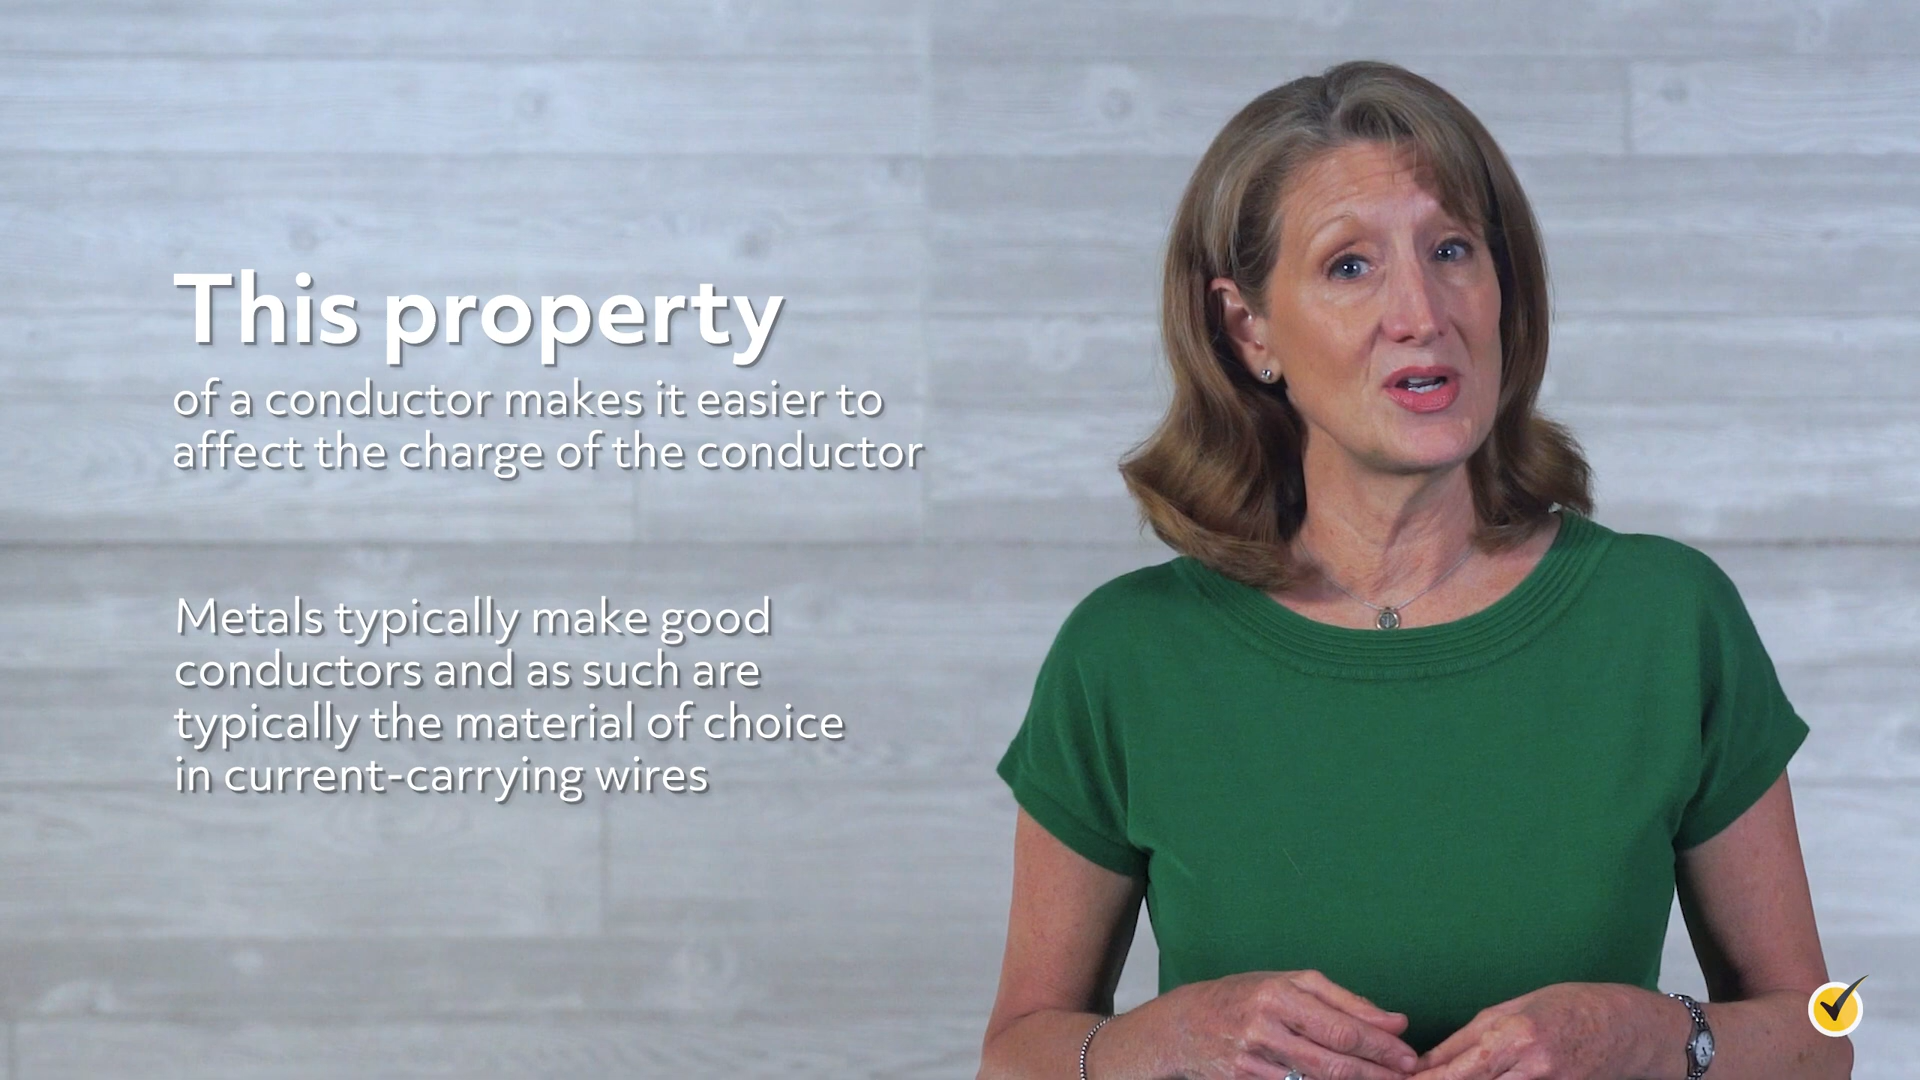 This property
of a conductor makes it easier to
affect the charge of the conductor
Metals typically make good
conductors and as such are
typically the material of choice
in current-carrying wires